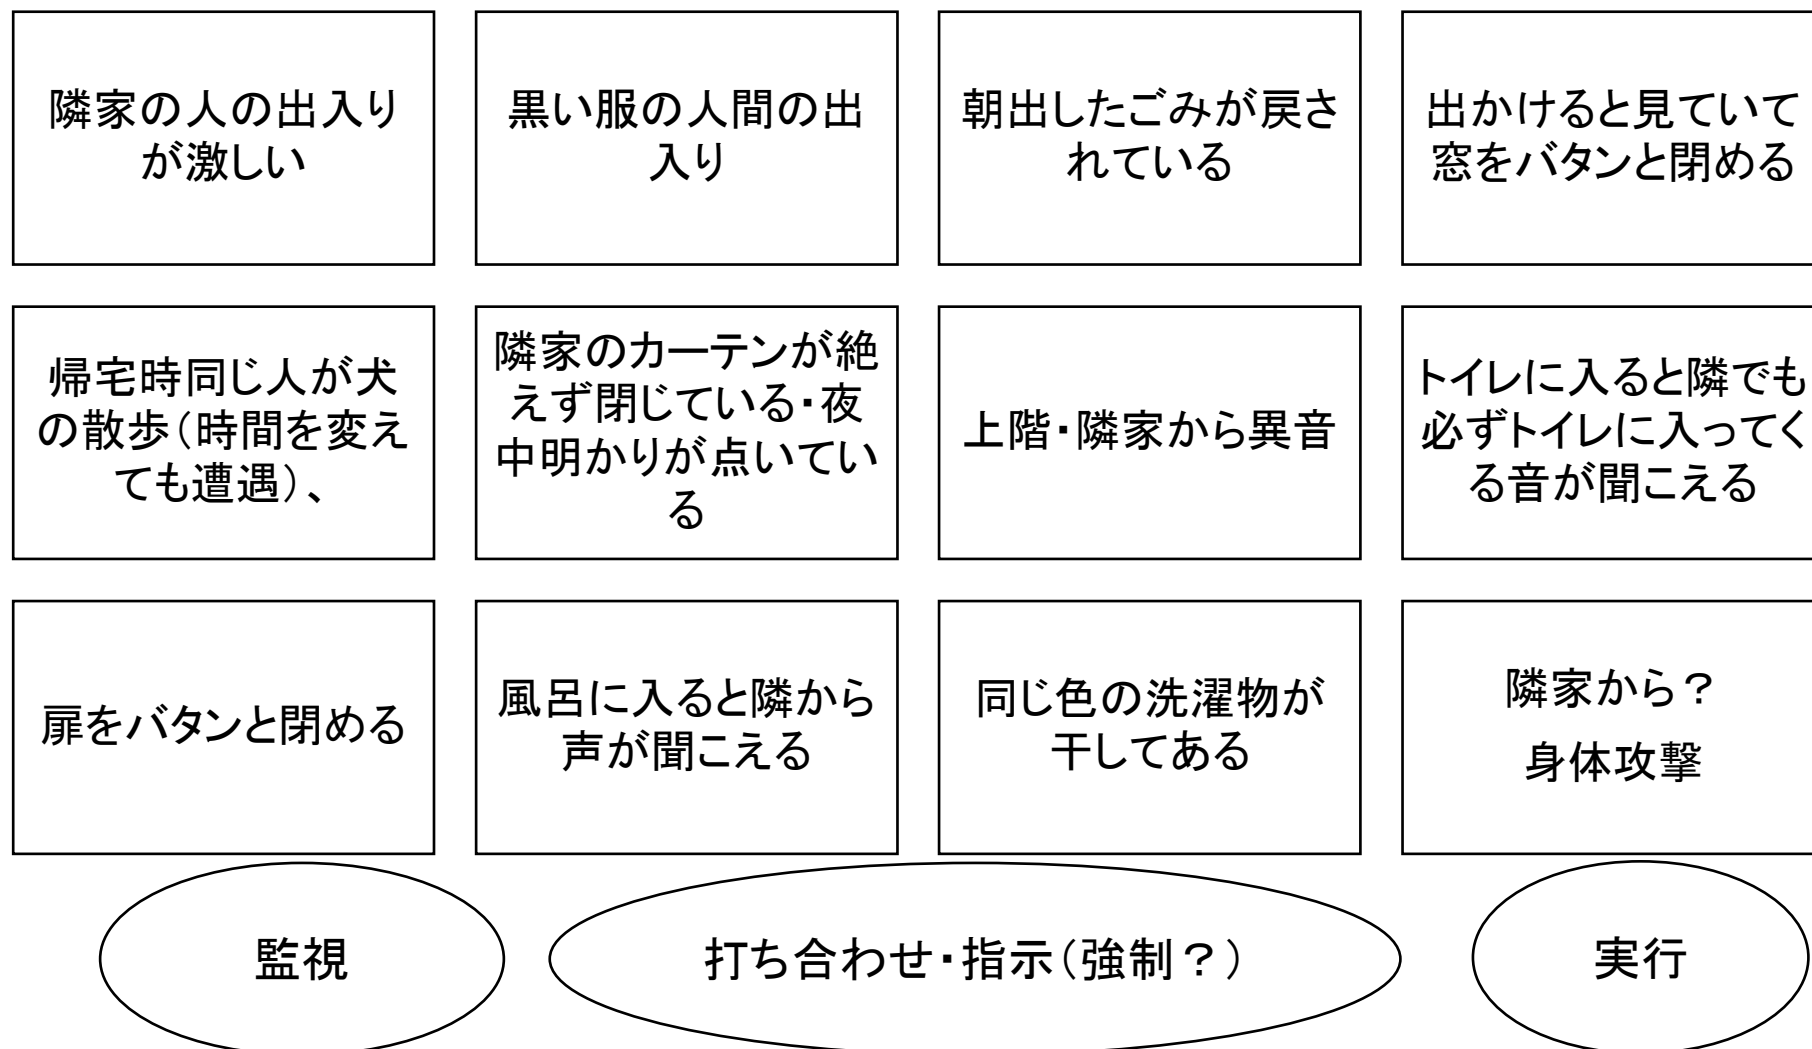 隣家の人の出入り
が激しい
黒い服の人間の出
入り
朝出したごみが戻さ
れている
出かけると見ていて
窓をバタンと閉める
帰宅時同じ人が犬
の散歩（時間を変え
ても遭遇）、
隣家のカーテンが絶
えず閉じている・夜
中明かりが点いてい
る
上階・隣家から異音
トイレに入ると隣でも
必ずトイレに入ってく
る音が聞こえる
扉をバタンと閉める
風呂に入ると隣から
声が聞こえる
同じ色の洗濯物が
干してある
隣家から？
身体攻撃
監視
打ち合わせ・指示（強制？）
実行